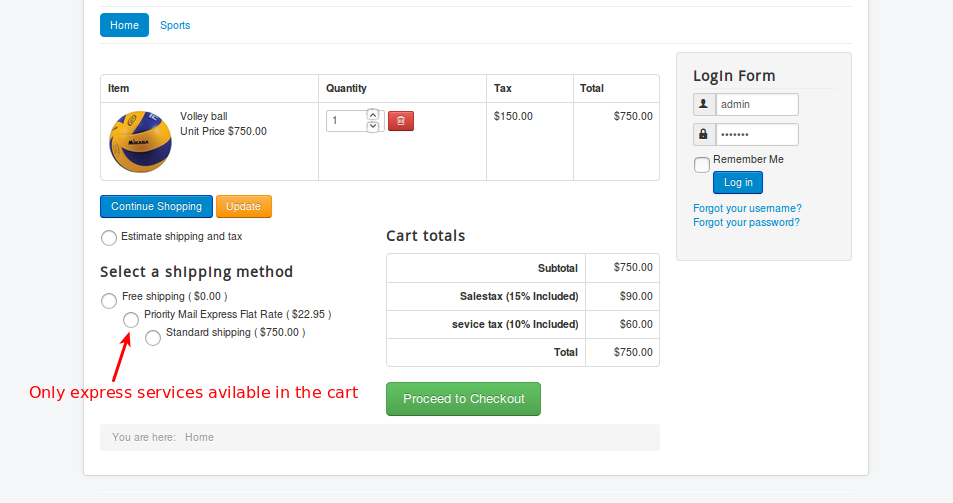 Home Sports
Item Quantity Tax Total
Volley ball
Unit Price $750.00
MIKASA
1
$150.00 $750.00
Continue Shopping Update
Estimate shipping and tax
Select a shipping method
Free shipping ( $0.00 )
Priority Mail Express Flat Rate ( $22.95 )
Standard shipping ( $750.00 )
Only express services avilable in the cart
Cart totals
Subtotal $750.00
Salestax (15% Included) $90.00
sevice tax (10% Included) $60.00
Total $750.00
Proceed to Checkout
You are here: Home
Login Form
admin
•••••••
Remember Me
Log in
Forgot your username?
Forgot your password?